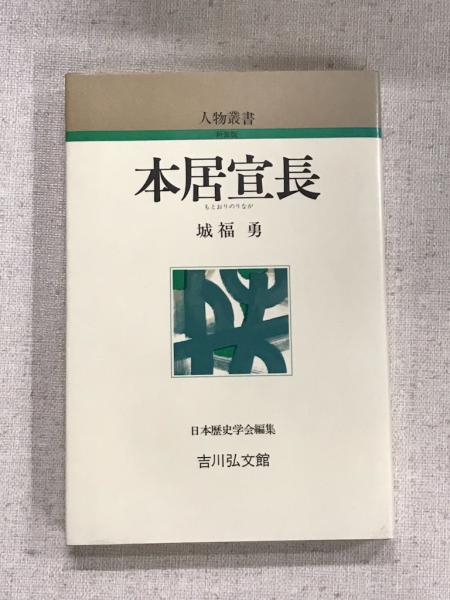 人物叢書
新装版
本居宣長
もとおりのりなが
城福 勇
日本歴史学会編集
吉川弘文館